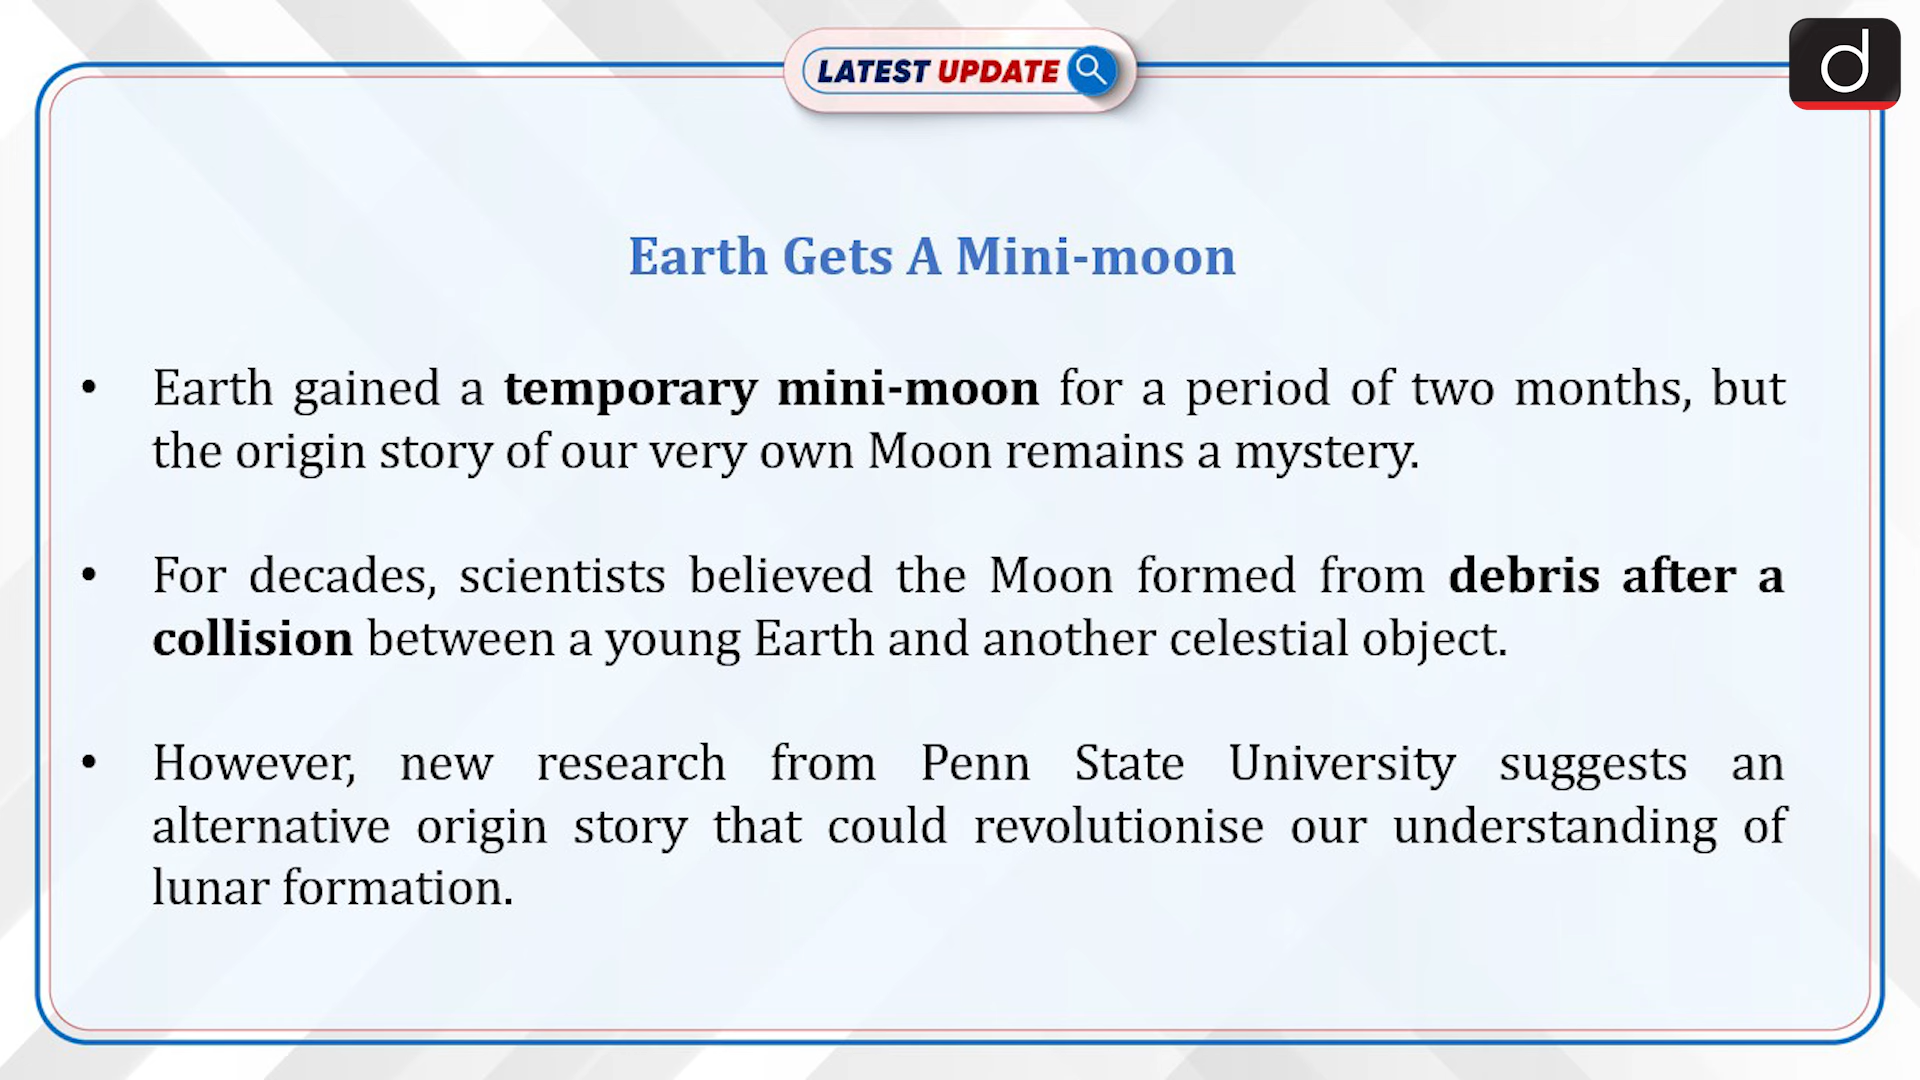 LATEST UPDATE
d
Earth Gets A Mini-moon
• Earth gained a temporary mini-moon for a period of two months, but
the origin story of our very own Moon remains a mystery.
• For decades, scientists believed the Moon formed from debris after a
collision between a young Earth and another celestial object.
• However, new research from Penn State University suggests an
alternative origin story that could revolutionise our understanding of
lunar formation.